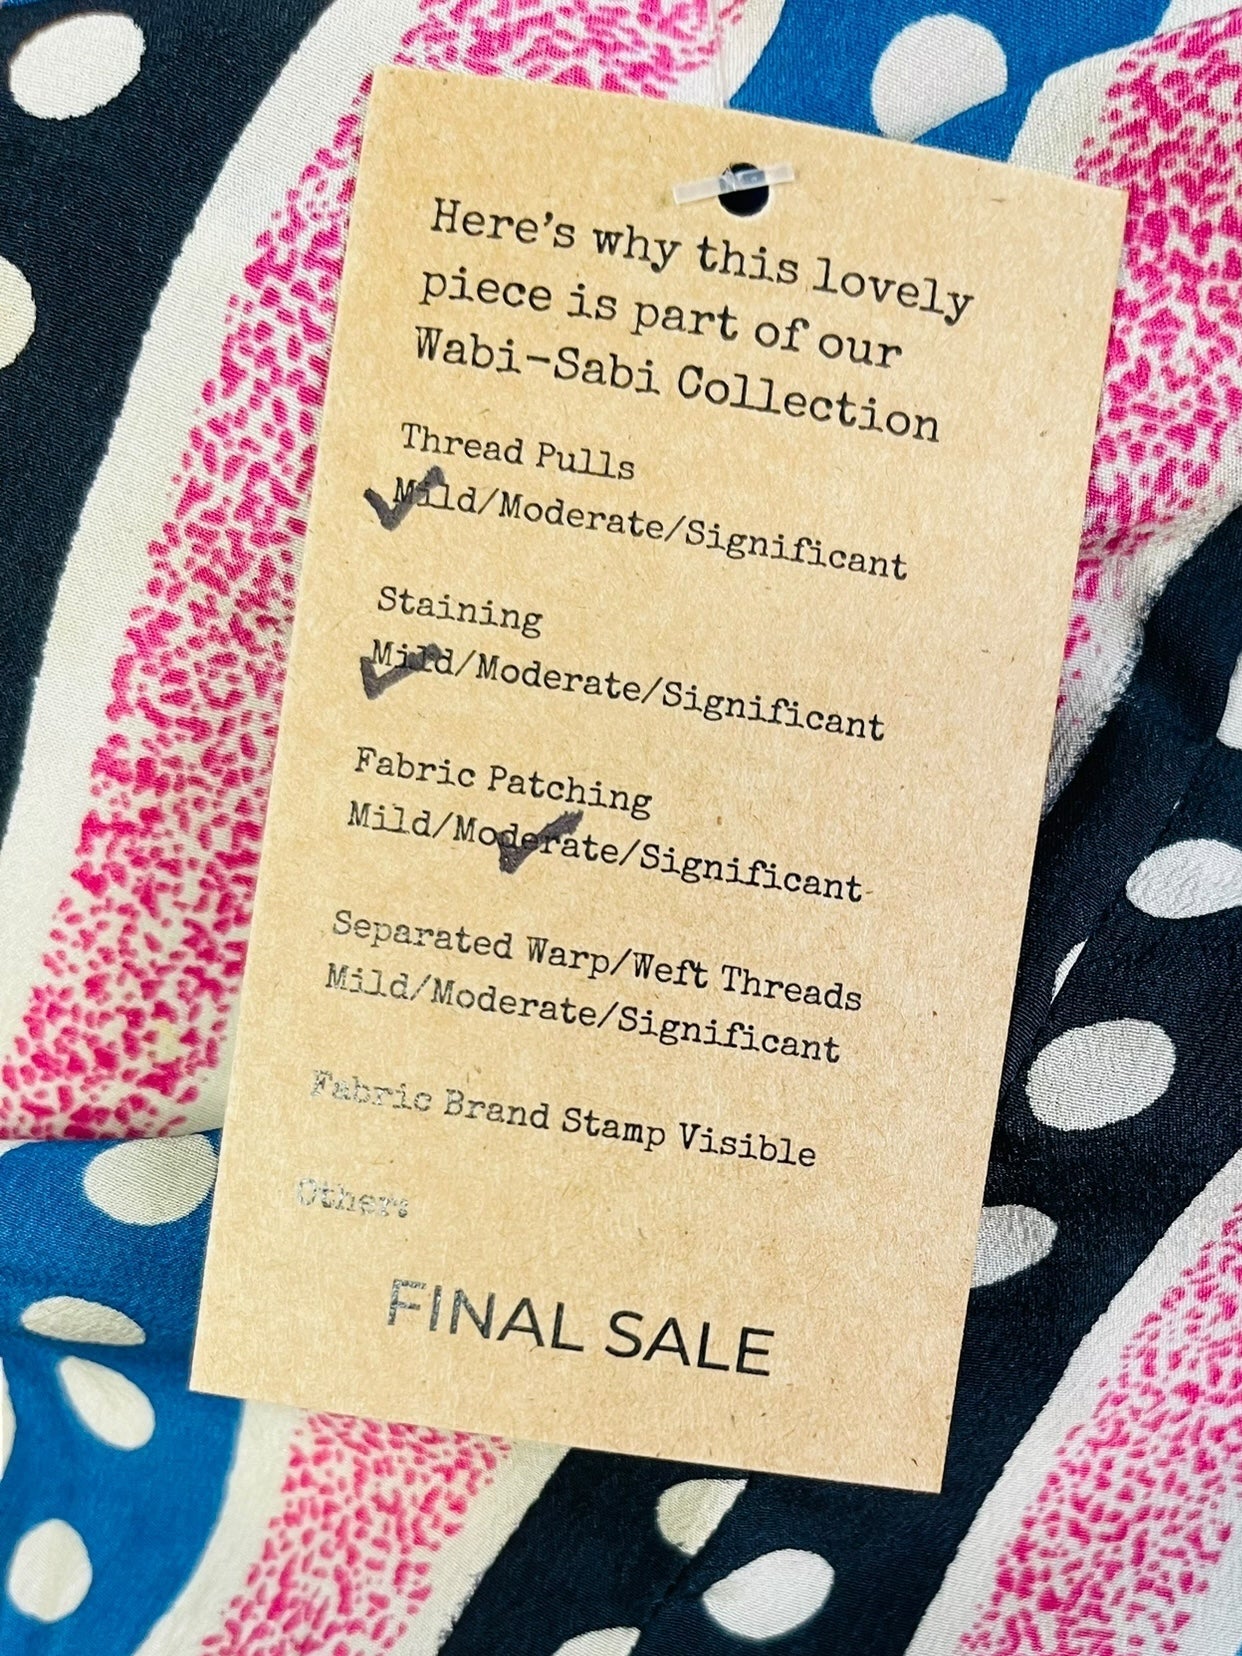 Here's why this lovely
piece is part of our
Wabi-Sabi Collection
Thread Pulls
Mild/Moderate/Significant
Staining
Mild/Moderate/Significant
Fabric Patching
Mild/Moderate/Significant
Separated Warp/Weft Threads
Mild/Moderate/Significant
Fabric Brand Stamp Visible
Other:
FINAL SALE